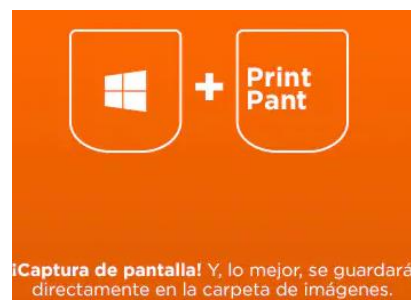 +
Print
Pant
¡Captura de pantalla! Y, lo mejor, se guardará
directamente en la carpeta de imágenes.